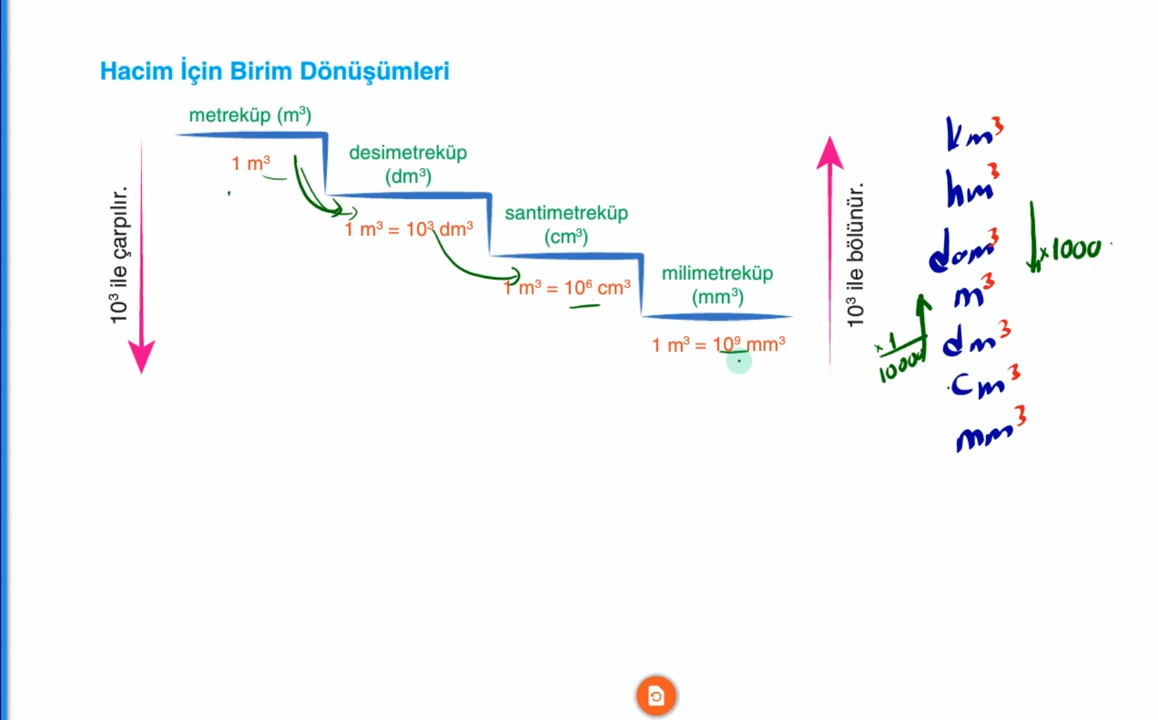 Hacim İçin Birim Dönüşümleri
metreküp (m³)
1 m³
desimetreküp
(dm³)
1 m³ = 10³ dm³
santimetreküp
(cm³)
1 m³ = 10⁶ cm³
milimetreküp
(mm³)
1 m³ = 10⁹ mm³
10³ ile çarpılır.
10³ ile bölünür.
km³
hm³
dam³
m³
dm³
cm³
mm³
×1000
×1
1000